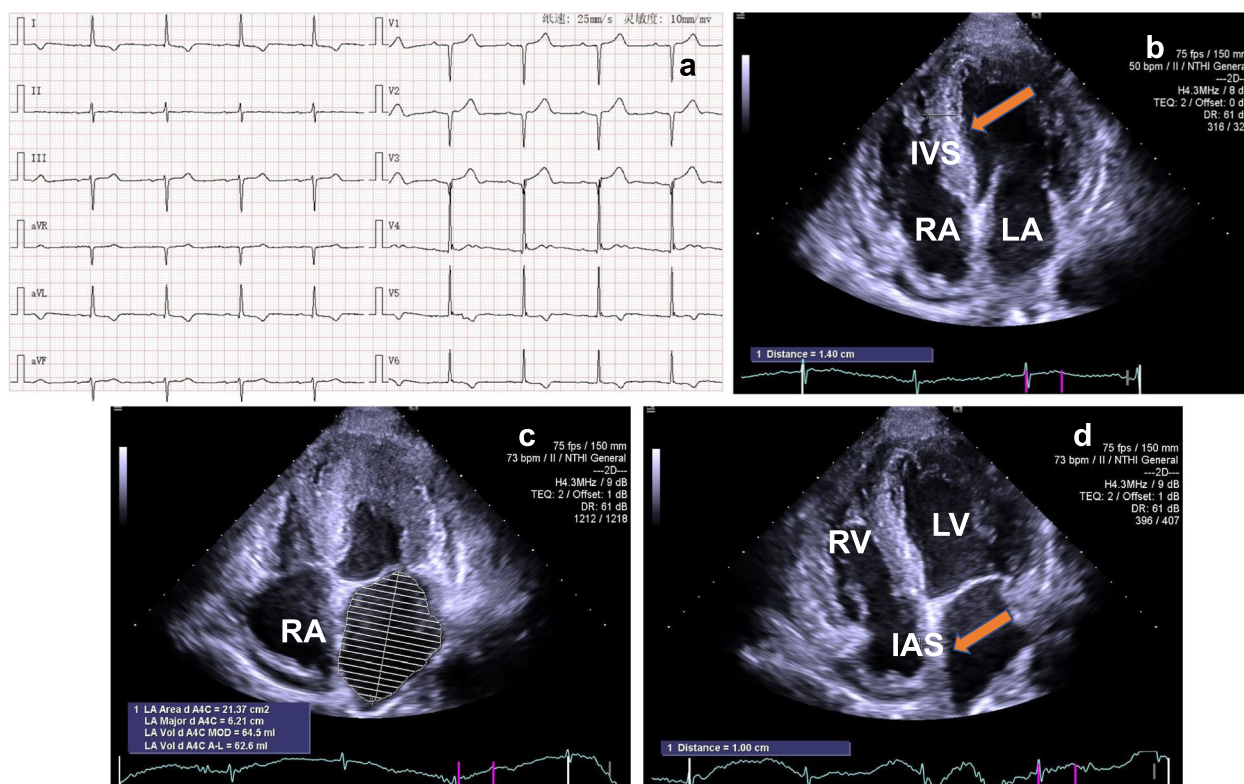 I
V1
纸速: 25mm/s 灵敏度: 10mm/mv
a
II
V2
III
V3
aVR
V4
aVL
V5
aVF
V6
b
75 fps / 150 mm
50 bpm / II / NTHI General
---2D---
H4.3MHz / 8 d
TEQ: 2 / Offset: 0 d
DR: 61 d
316 / 32
IVS
RA
LA
1 Distance = 1.40 cm
c
75 fps / 150 mm
73 bpm / II / NTHI General
---2D---
H4.3MHz / 9 dB
TEQ: 2 / Offset: 1 dB
DR: 61 dB
1212 / 1218
RA
1 LA Area d A4C = 21.37 cm2
LA Major d A4C = 6.21 cm
LA Vol d A4C MOD = 64.5 ml
LA Vol d A4C A-L = 62.6 ml
d
75 fps / 150 mm
73 bpm / II / NTHI General
---2D---
H4.3MHz / 9 dB
TEQ: 2 / Offset: 1 dB
DR: 61 dB
396 / 407
RV
LV
IAS
1 Distance = 1.00 cm